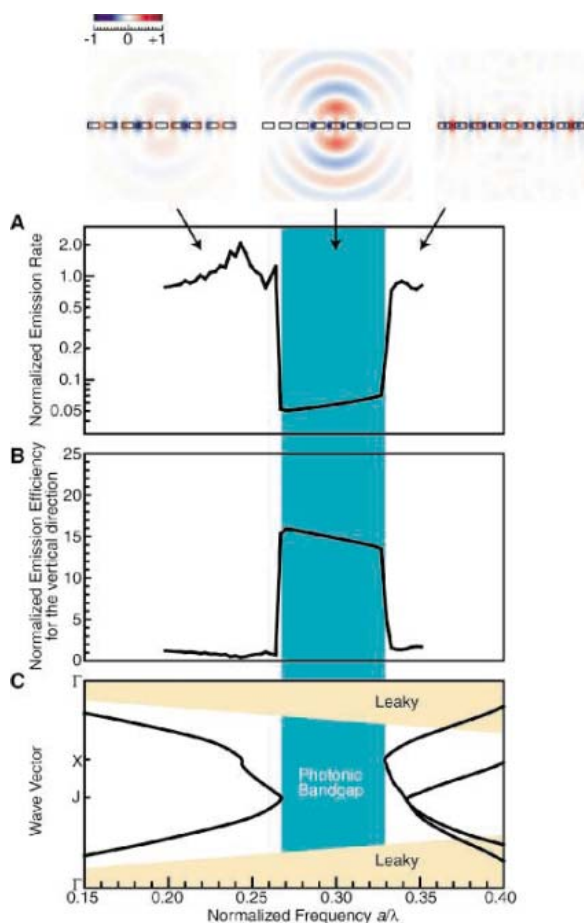 -1 0 +1
A
Normalized Emission Rate
2.0
1.0
0.5
0.2
0.1
0.05
B
Normalized Emission Efficiency
for the vertical direction
25
20
15
10
5
0
C
Wave Vector
Γ
X
J
Γ
Leaky
Photonic
Bandgap
Leaky
0.15 0.20 0.25 0.30 0.35 0.40
Normalized Frequency a/λ